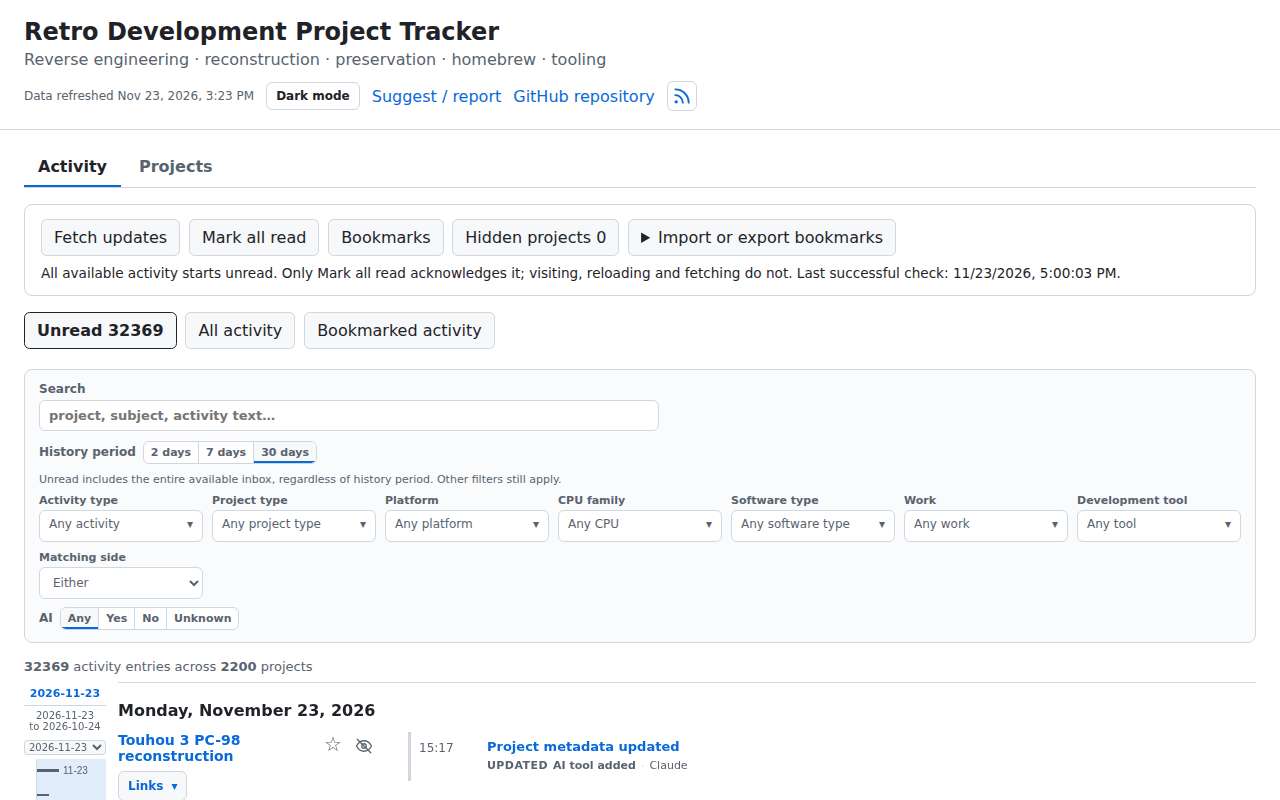 Retro Development Project Tracker
Reverse engineering · reconstruction · preservation · homebrew · tooling
Data refreshed Nov 23, 2026, 3:23 PM Dark mode Suggest / report GitHub repository
Activity Projects
Fetch updates Mark all read Bookmarks Hidden projects 0 ▶ Import or export bookmarks
All available activity starts unread. Only Mark all read acknowledges it; visiting, reloading and fetching do not. Last successful check: 11/23/2026, 5:00:03 PM.
Unread 32369 All activity Bookmarked activity
Search
project, subject, activity text…
History period 2 days 7 days 30 days
Unread includes the entire available inbox, regardless of history period. Other filters still apply.
Activity type Project type Platform CPU family Software type Work Development tool
Any activity ▾ Any project type ▾ Any platform ▾ Any CPU ▾ Any software type ▾ Any work ▾ Any tool ▾
Matching side
Either
AI Any Yes No Unknown
32369 activity entries across 2200 projects
2026-11-23
2026-11-23
to 2026-10-24
2026-11-23
11-23
Monday, November 23, 2026
Touhou 3 PC-98
reconstruction
Links ▾
15:17 Project metadata updated
UPDATED AI tool added · Claude